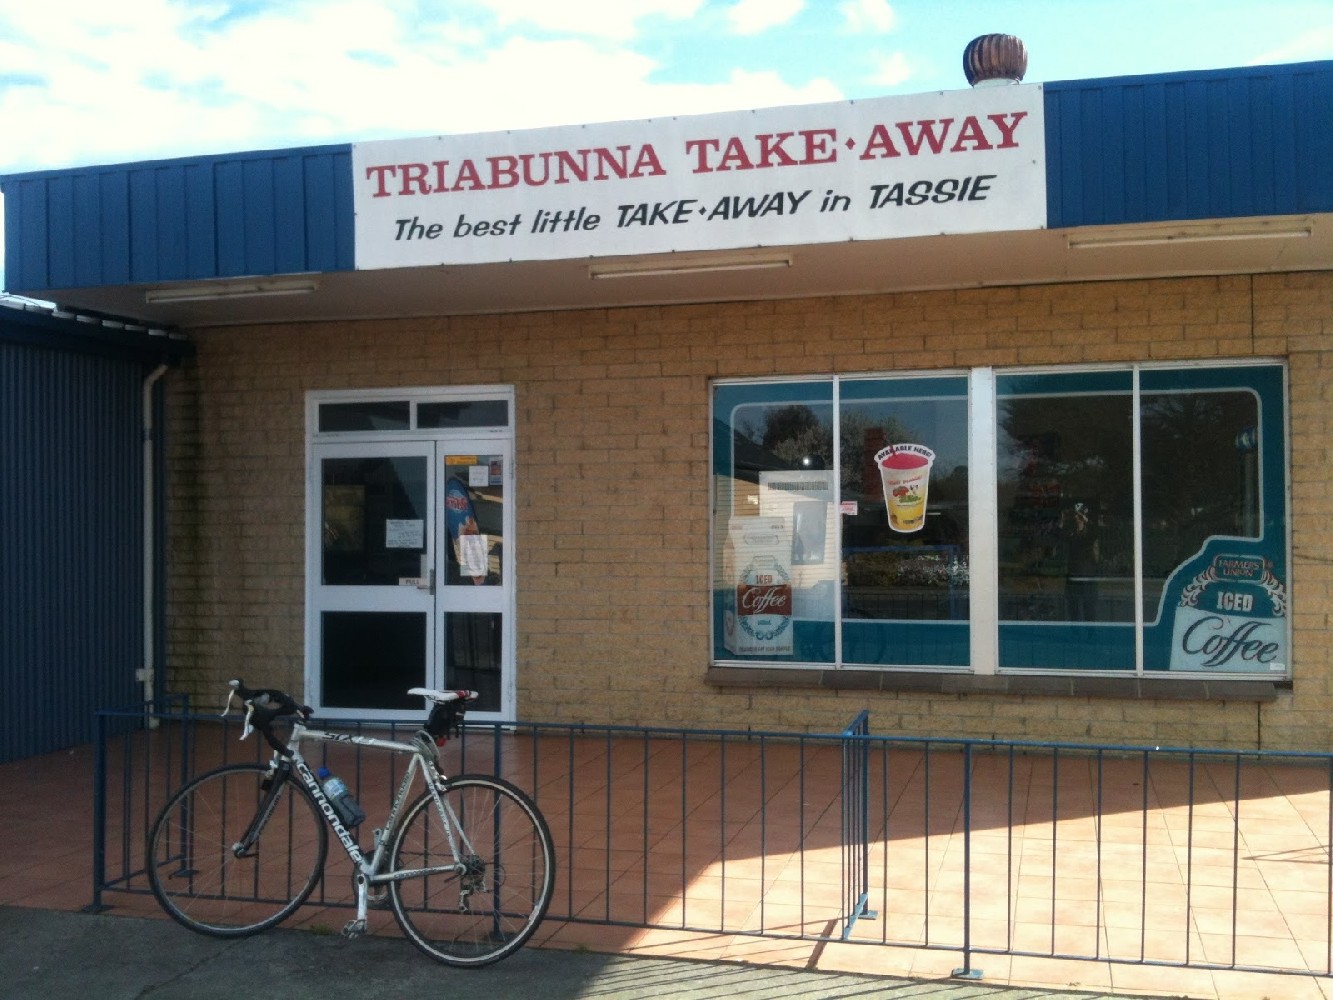 TRIABUNNA TAKE•AWAY
The best little TAKE•AWAY in TASSIE
AVAILABLE HERE!
PULL
ICED
Coffee
FARMERS
UNION
ICED
Coffee
cannondale